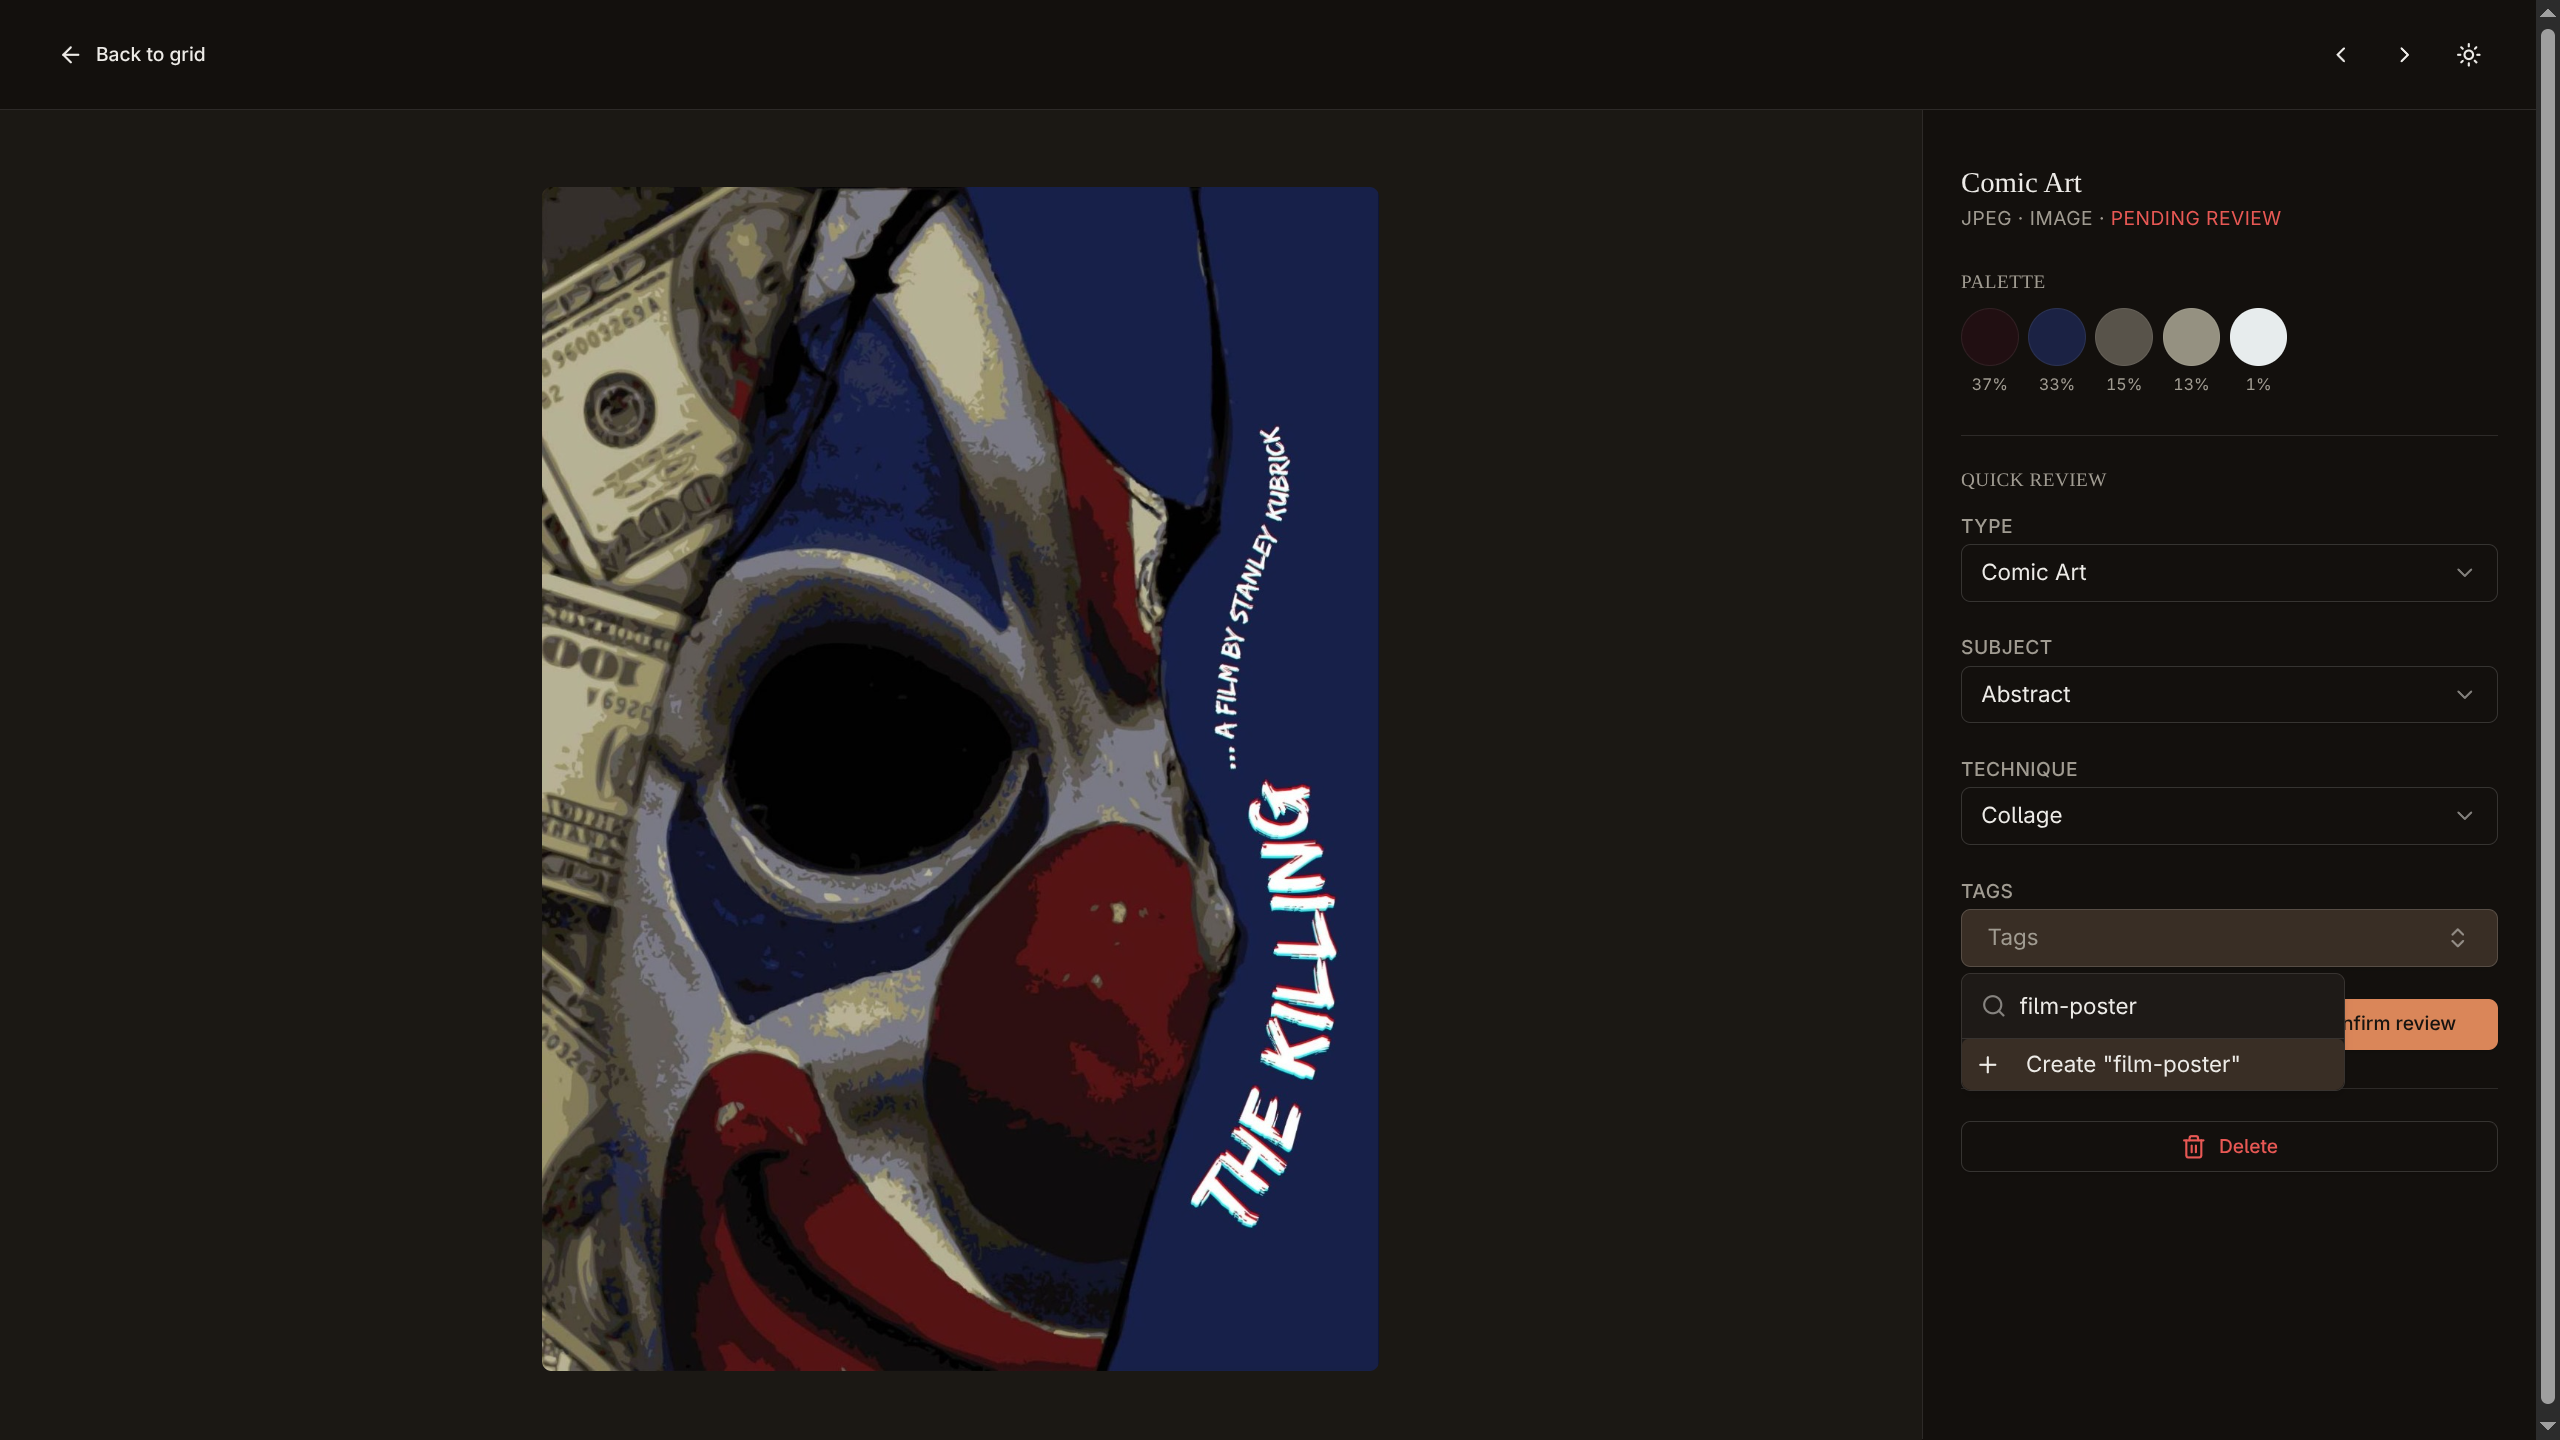 Back to grid
Comic Art
JPEG · IMAGE · PENDING REVIEW
PALETTE
37% 33% 15% 13% 1%
QUICK REVIEW
TYPE
Comic Art
SUBJECT
Abstract
TECHNIQUE
Collage
TAGS
Tags
film-poster
nfirm review
Create "film-poster"
Delete
... A FILM BY STANLEY KUBRICK
THE KILLING
100
100